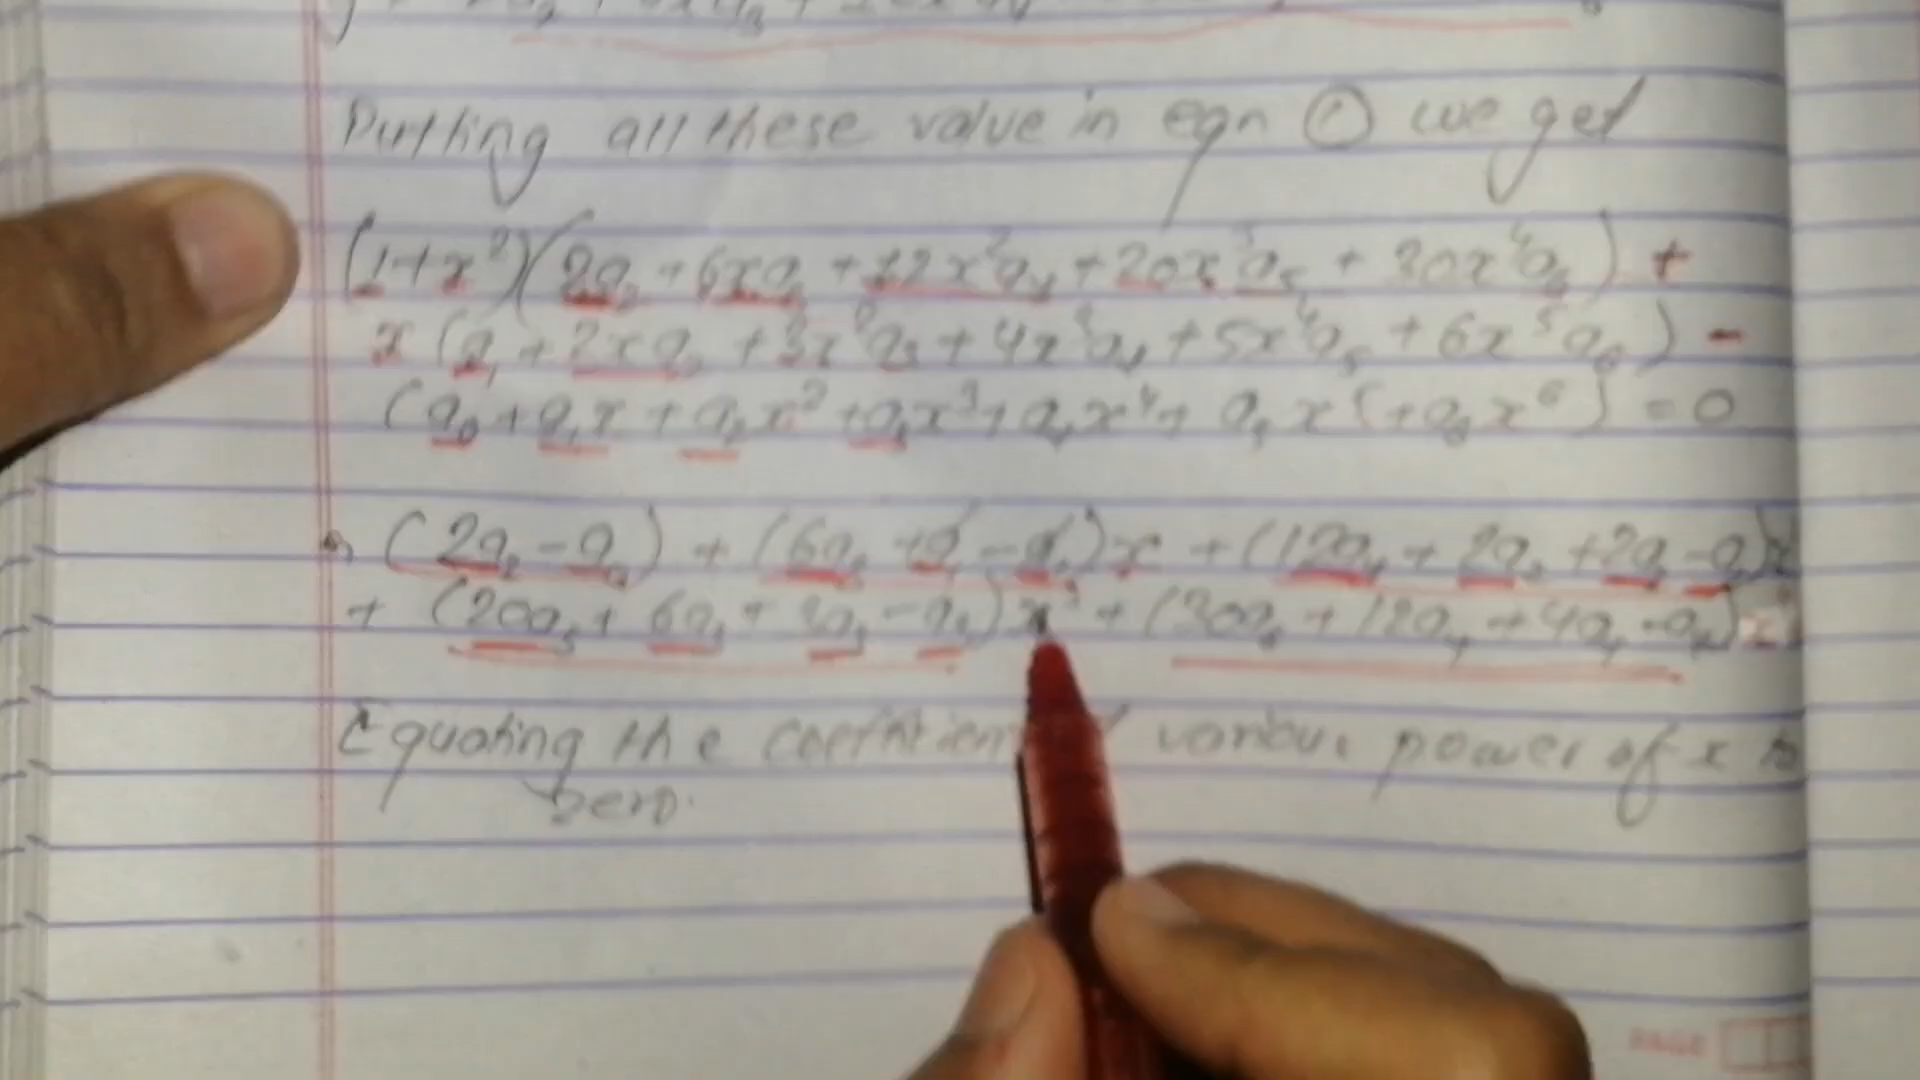 Putting all these value in eqn ① we get
(1+x²)(2a₂ + 6xa₃ + 12x²a₄ + 20x³a₅ + 30x⁴a₆) +
x (a₁ + 2xa₂ + 3x²a₃ + 4x³a₄ + 5x⁴a₅ + 6x⁵a₆) -
(a₀ + a₁x + a₂x² + a₃x³ + a₄x⁴ + a₅x⁵ + a₆x⁶) = 0
(2a₂ - a₀) + (6a₃ + a₁ - a₁)x + (12a₄ + 2a₂ + 2a₂ - a₂)x
+ (20a₅ + 6a₃ + 3a₃ - a₃)x³ + (30a₆ + 12a₄ + 4a₄ - a₄)x
Equating the coefficient various power of x to
zero.
PAGE